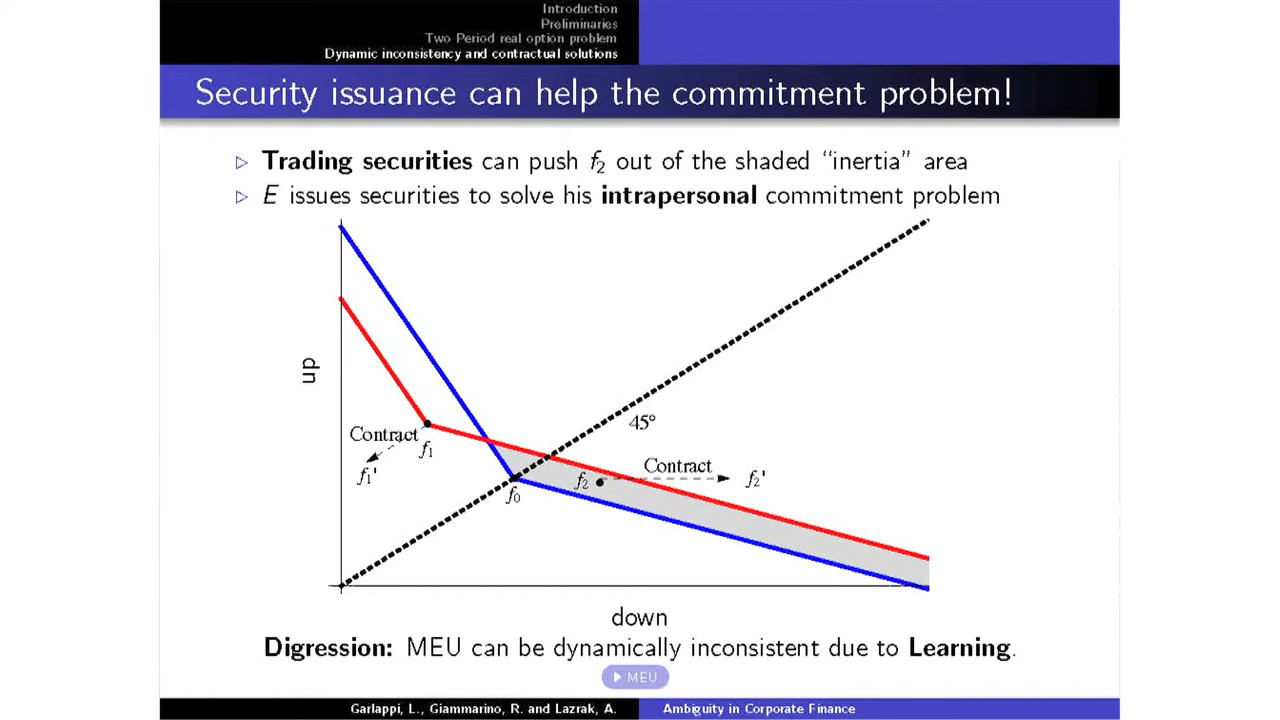 Introduction
Preliminaries
Two Period real option problem
Dynamic inconsistency and contractual solutions
Security issuance can help the commitment problem!
Trading securities can push f2 out of the shaded “inertia” area
E issues securities to solve his intrapersonal commitment problem
up
45°
Contract
f1
f1'
Contract
f2
f2'
f0
down
Digression: MEU can be dynamically inconsistent due to Learning.
MEU
Garlappi, L., Giammarino, R. and Lazrak, A.
Ambiguity in Corporate Finance